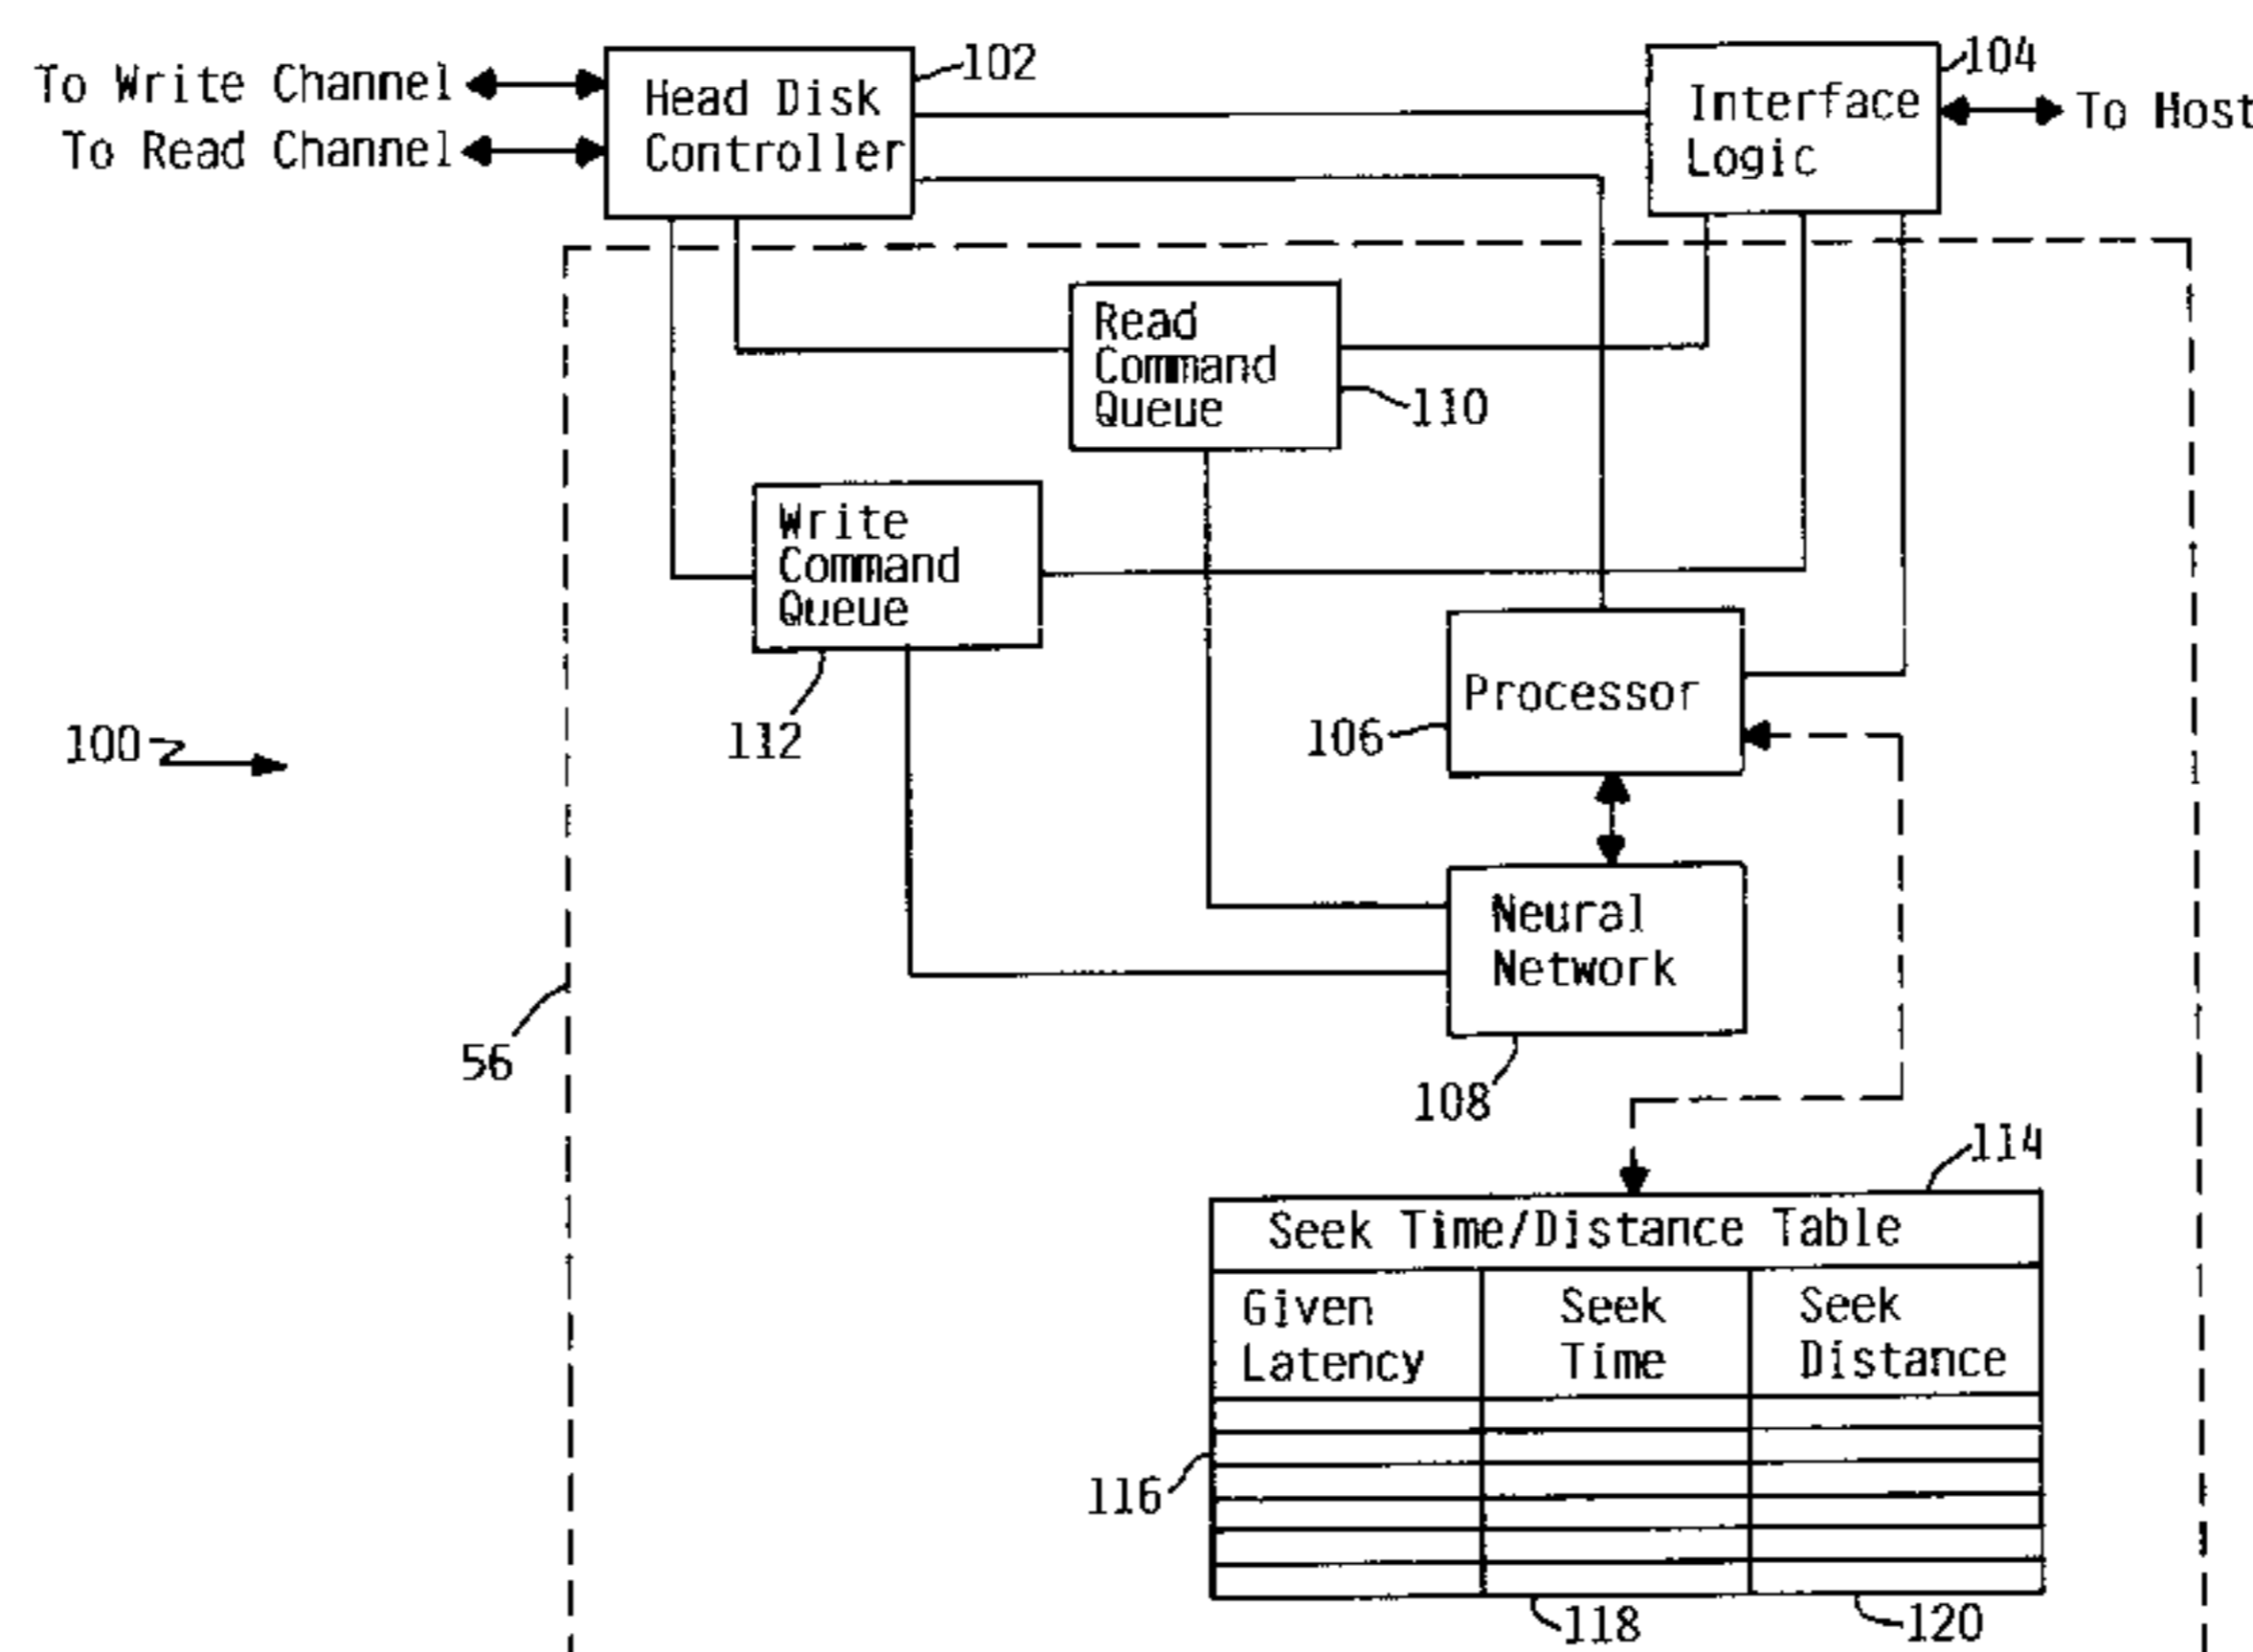 To Write Channel
To Read Channel
Head Disk
Controller
102
Interface
Logic
104
To Host
Read
Command
Queue
110
Write
Command
Queue
112
Processor
106
100
Neural
Network
108
56
114
Seek Time/Distance Table
Given
Latency
Seek
Time
Seek
Distance
116
118
120